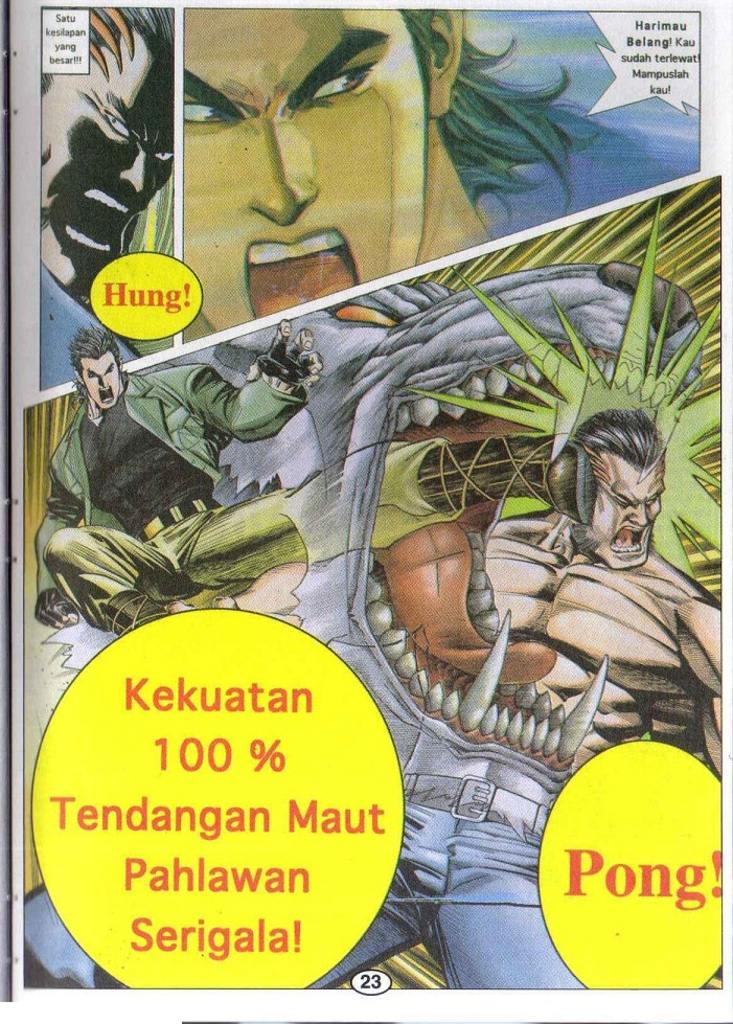 Satu
kesilapan
yang
besar!!!
Harimau
Belang! Kau
sudah terlewat!
Mampuslah
kau!
Hung!
Kekuatan
100 %
Tendangan Maut
Pahlawan
Serigala!
Pong!
23